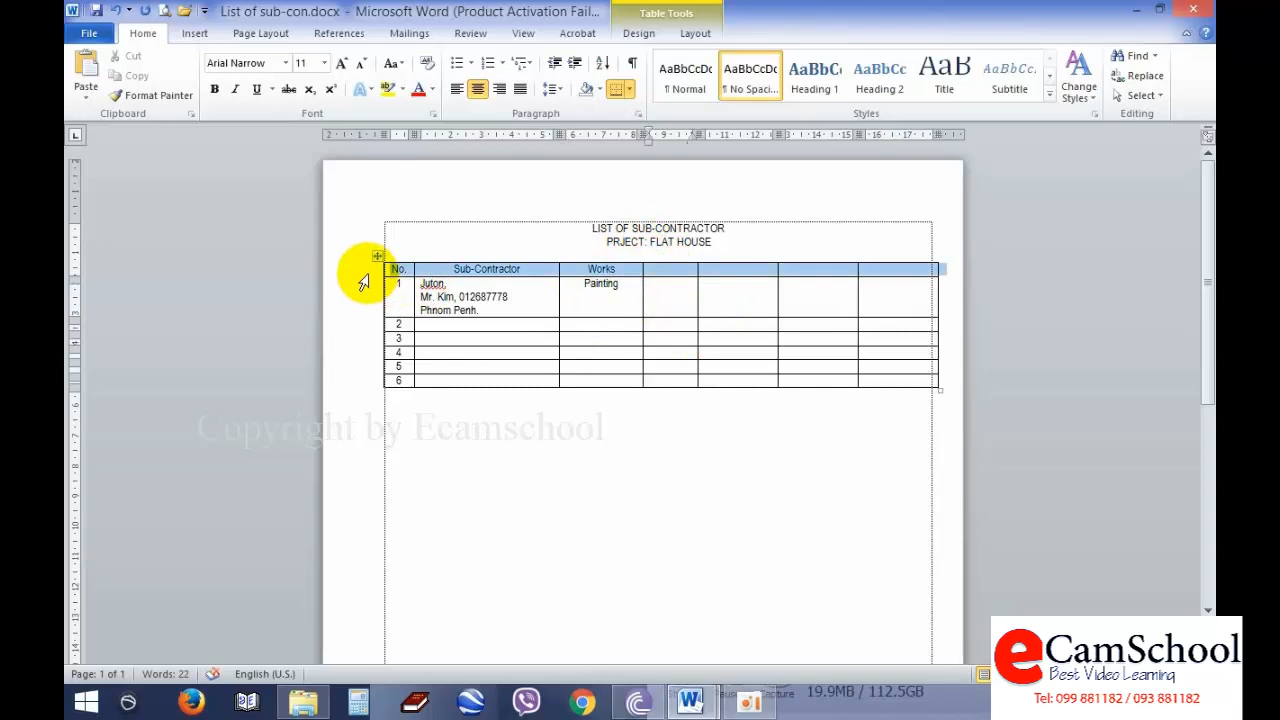 List of sub-con.docx - Microsoft Word (Product Activation Fail...
Table Tools
File Home Insert Page Layout References Mailings Review View Acrobat Design Layout
Paste
Cut
Copy
Format Painter
Clipboard
Arial Narrow 11
Font
Paragraph
AaBbCcDc AaBbCcDc AaBbC AaBbCc AaB AaBbCc.
¶ Normal ¶ No Spaci... Heading 1 Heading 2 Title Subtitle
Change Styles
Styles
Find
Replace
Select
Editing
LIST OF SUB-CONTRACTOR
PRJECT: FLAT HOUSE
No. Sub-Contractor Works
1 Juton, Painting
Mr. Kim, 012687778
Phnom Penh.
2
3
4
5
6
Copyright by Ecamschool
Page: 1 of 1 Words: 22 English (U.S.)
19.9MB / 112.5GB
eCamSchool
Best Video Learning
Tel: 099 881182 / 093 881182